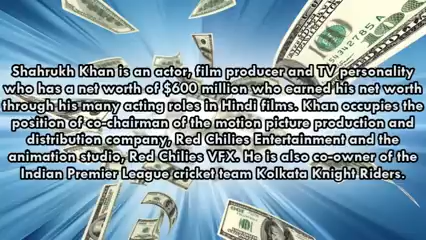 Shahrukh Khan is an actor, film producer and TV personality
who has a net worth of $600 million who earned his net worth
through his many acting roles in Hindi films. Khan occupies the
position of co-chairman of the motion picture production and
distribution company, Red Chilies Entertainment and the
animation studio, Red Chilies VFX. He is also co-owner of the
Indian Premier League cricket team Kolkata Knight Riders.